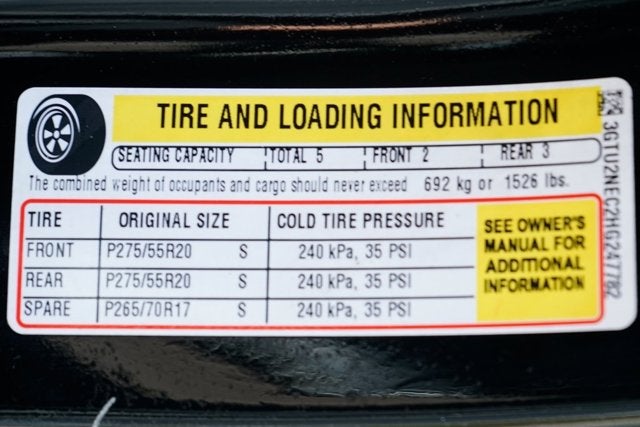 TIRE AND LOADING INFORMATION
SEATING CAPACITY TOTAL 5 FRONT 2 REAR 3
The combined weight of occupants and cargo should never exceed 692 kg or 1526 lbs.
TIRE ORIGINAL SIZE COLD TIRE PRESSURE
FRONT P275/55R20 S 240 kPa, 35 PSI
REAR P275/55R20 S 240 kPa, 35 PSI
SPARE P265/70R17 S 240 kPa, 35 PSI
SEE OWNER'S
MANUAL FOR
ADDITIONAL
INFORMATION
3GTU2NEC2HG247782